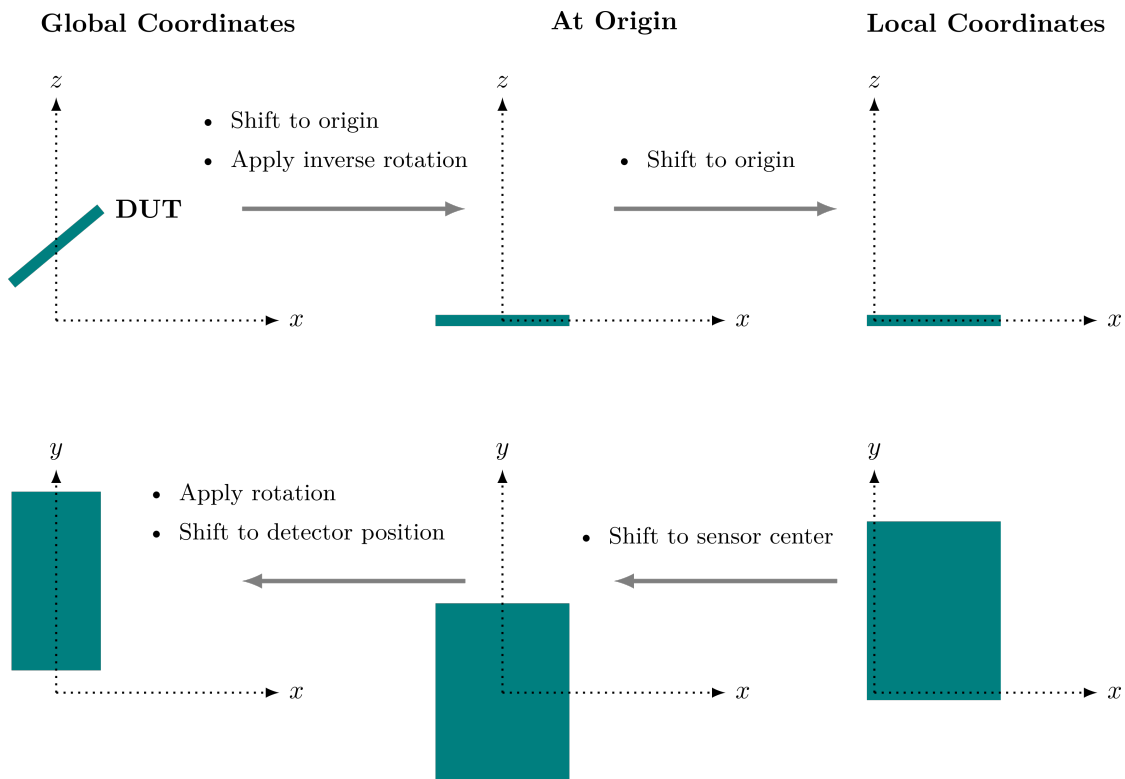 Global Coordinates
At Origin
Local Coordinates
z
z
z
• Shift to origin
• Apply inverse rotation
• Shift to origin
DUT
x
x
x
y
y
y
• Apply rotation
• Shift to detector position
• Shift to sensor center
x
x
x